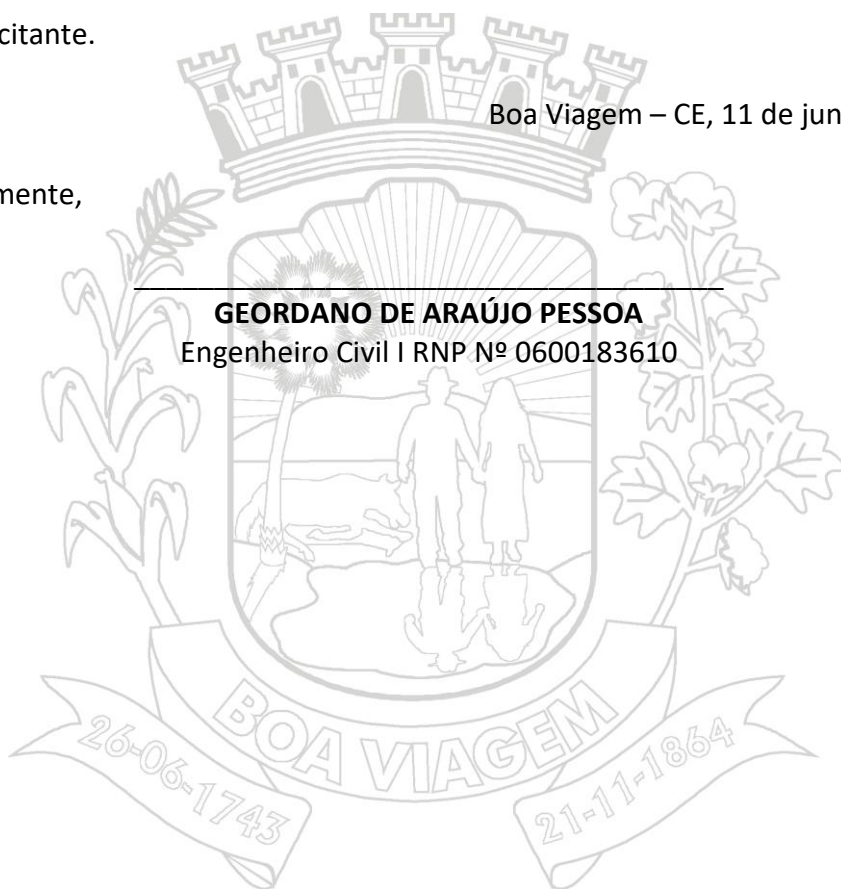 citante.
Boa Viagem – CE, 11 de jun
mente,
GEORDANO DE ARAÚJO PESSOA
Engenheiro Civil I RNP Nº 0600183610
BOA VIAGEM
26-06-1743
21-11-1864